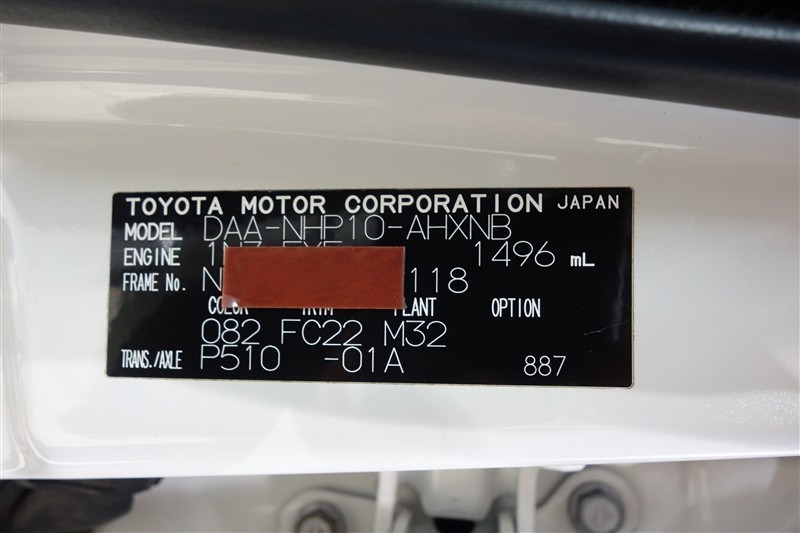 TOYOTA MOTOR CORPORATION JAPAN
MODEL DAA-NHP10-AHXNB
ENGINE 1496 mL
FRAME No. N 118
COLOR TRIM PLANT OPTION
082 FC22 M32
TRANS./AXLE P510 -01A 887